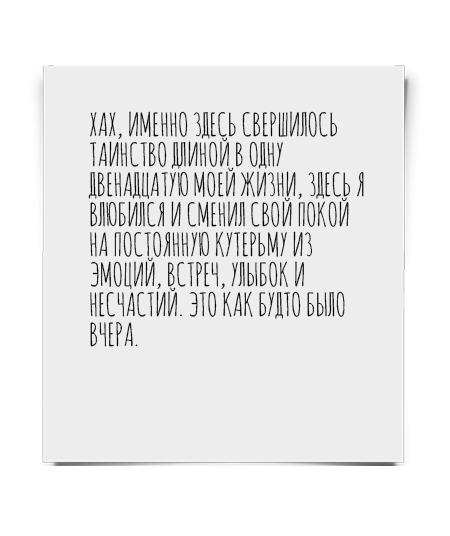 ХАХ, ИМЕННО ЗДЕСЬ СВЕРШИЛОСЬ
ТАИНСТВО ДЛИНОЙ В ОДНУ
ДВЕНАДЦАТУЮ МОЕЙ ЖИЗНИ, ЗДЕСЬ Я
ВЛЮБИЛСЯ И СМЕНИЛ СВОЙ ПОКОЙ
НА ПОСТОЯННУЮ КУТЕРЬМУ ИЗ
ЭМОЦИЙ, ВСТРЕЧ, УЛЫБОК И
НЕСЧАСТИЙ. ЭТО КАК БУДТО БЫЛО
ВЧЕРА.